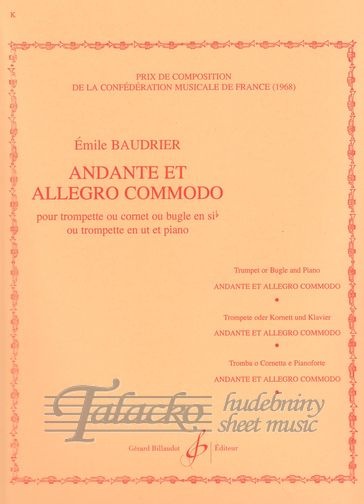 K
PRIX DE COMPOSITION
DE LA CONFÉDÉRATION MUSICALE DE FRANCE (1968)
Émile BAUDRIER
ANDANTE ET
ALLEGRO COMMODO
pour trompette ou cornet ou bugle en si♭
ou trompette en ut et piano
Trumpet or Bugle and Piano
ANDANTE ET ALLEGRO COMMODO
Trompete oder Kornett und Klavier
ANDANTE ET ALLEGRO COMMODO
Tromba o Cornetta e Pianoforte
ANDANTE ET ALLEGRO COMMODO
Talacko hudebniny
sheet music
Gérard Billaudot Éditeur